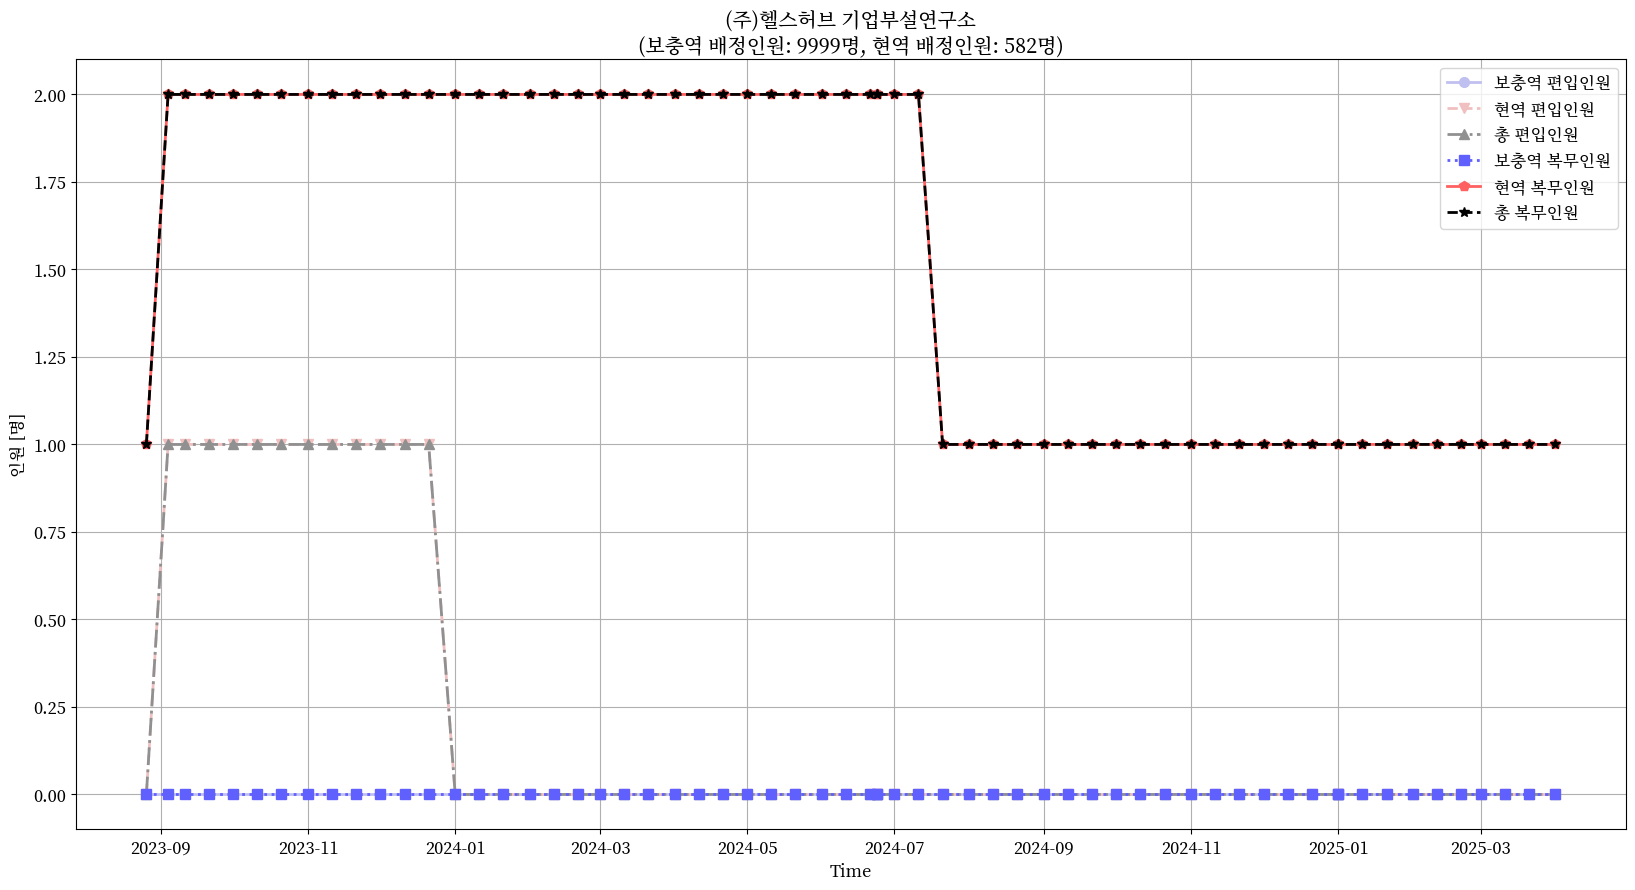 (주)헬스허브 기업부설연구소
(보충역 배정인원: 9999명, 현역 배정인원: 582명)
보충역 편입인원
현역 편입인원
총 편입인원
보충역 복무인원
현역 복무인원
총 복무인원
인원 [명]
2.00
1.75
1.50
1.25
1.00
0.75
0.50
0.25
0.00
2023-09 2023-11 2024-01 2024-03 2024-05 2024-07 2024-09 2024-11 2025-01 2025-03
Time